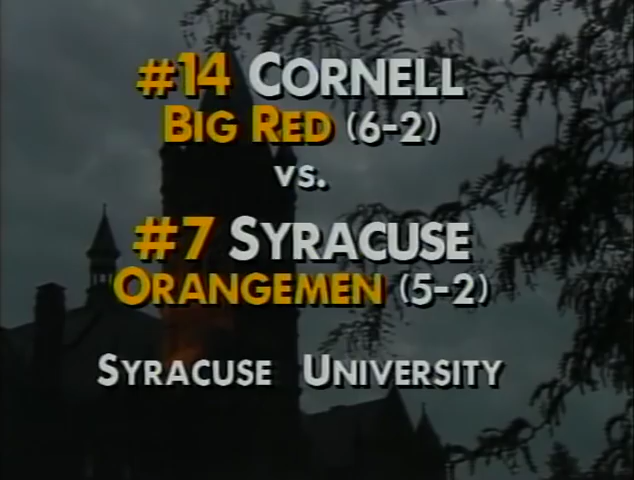 #14 CORNELL
BIG RED (6-2)
vs.
#7 SYRACUSE
ORANGEMEN (5-2)
SYRACUSE UNIVERSITY